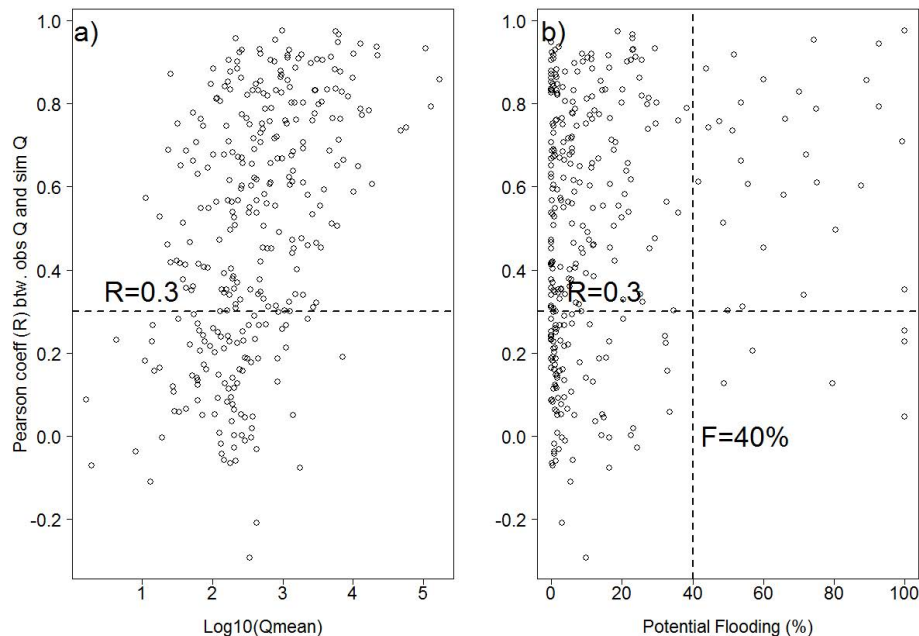 a)
b)
Pearson coeff (R) btw. obs Q and sim Q
1.0
0.8
0.6
0.4
0.2
0.0
-0.2
R=0.3
R=0.3
F=40%
1 2 3 4 5
0 20 40 60 80 100
Log10(Qmean)
Potential Flooding (%)